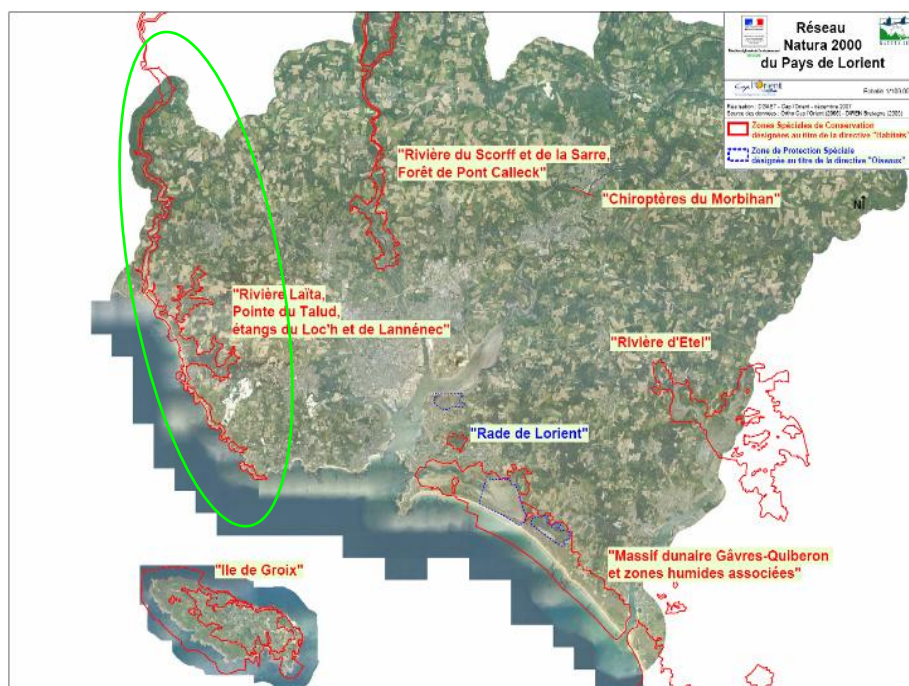 Réseau
Natura 2000
du Pays de Lorient
Cap l'Orient
Zones Spéciales de Conservation
désignées au titre de la directive "Habitats"
Zone de Protection Spéciale
désignée au titre de la directive "Oiseaux"
"Rivière du Scorff et de la Sarre,
Forêt de Pont Calleck"
"Chiroptères du Morbihan"
"Rivière Laïta,
Pointe du Talud,
étangs du Loc'h et de Lannénec"
"Rivière d'Etel"
"Rade de Lorient"
"Massif dunaire Gâvres-Quiberon
et zones humides associées"
"Ile de Groix"